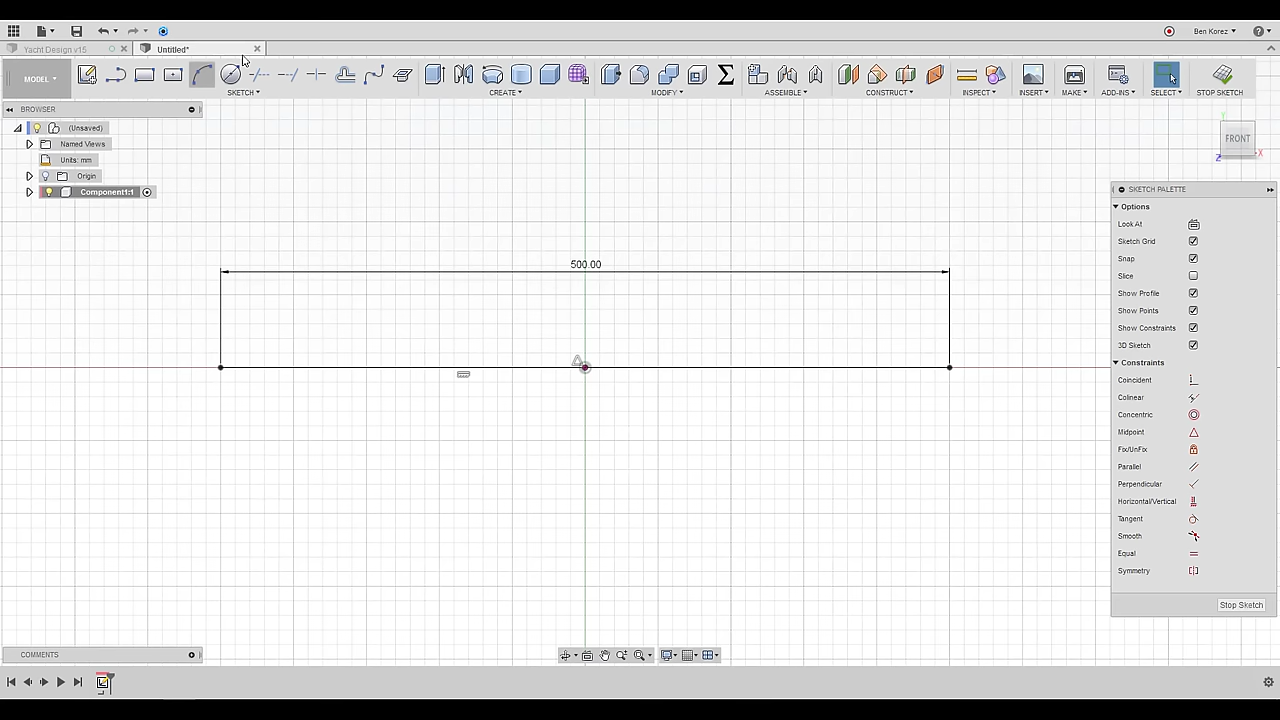 Ben Korez
Yacht Design v15
Untitled*
MODEL
SKETCH
CREATE
MODIFY
ASSEMBLE
CONSTRUCT
INSPECT
INSERT
MAKE
ADD-INS
SELECT
STOP SKETCH
BROWSER
(Unsaved)
Named Views
Units: mm
Origin
Component1:1
Y
FRONT
X
Z
SKETCH PALETTE
Options
Look At
Sketch Grid
Snap
Slice
Show Profile
Show Points
Show Constraints
3D Sketch
Constraints
Coincident
Colinear
Concentric
Midpoint
Fix/UnFix
Parallel
Perpendicular
Horizontal/Vertical
Tangent
Smooth
Equal
Symmetry
Stop Sketch
500.00
COMMENTS